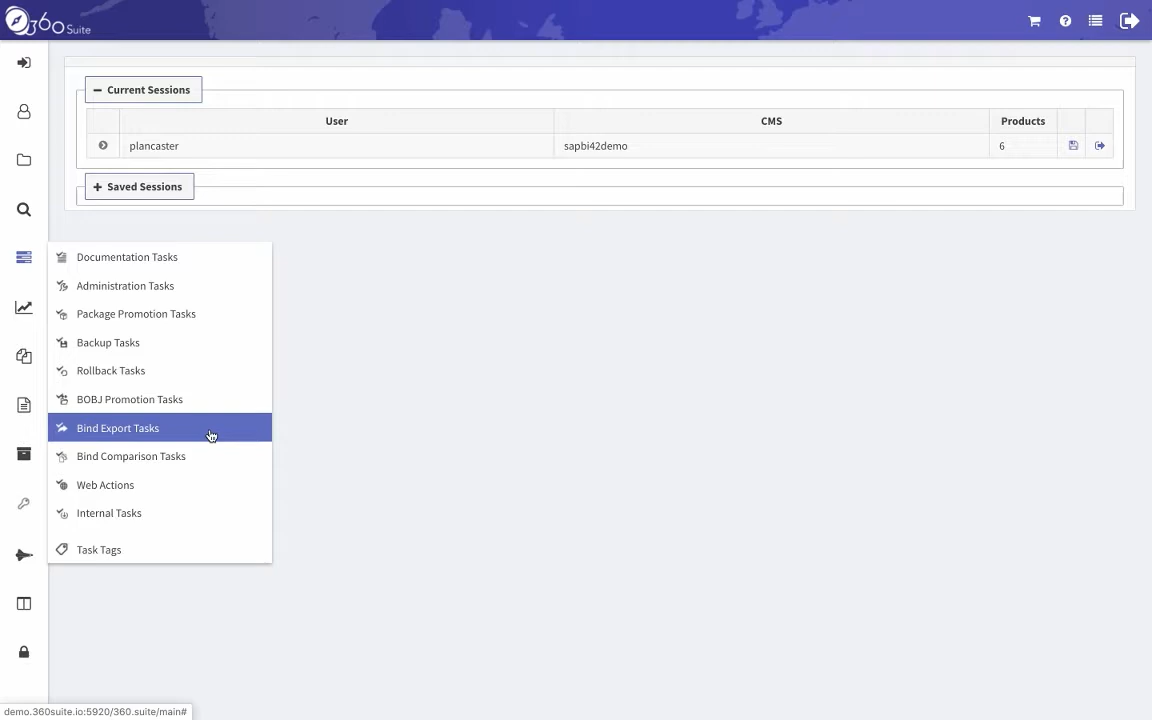 360Suite
Current Sessions
User CMS Products
plancaster sapbi42demo 6
Saved Sessions
Documentation Tasks
Administration Tasks
Package Promotion Tasks
Backup Tasks
Rollback Tasks
BOBJ Promotion Tasks
Bind Export Tasks
Bind Comparison Tasks
Web Actions
Internal Tasks
Task Tags
demo.360suite.io:5920/360.suite/main#